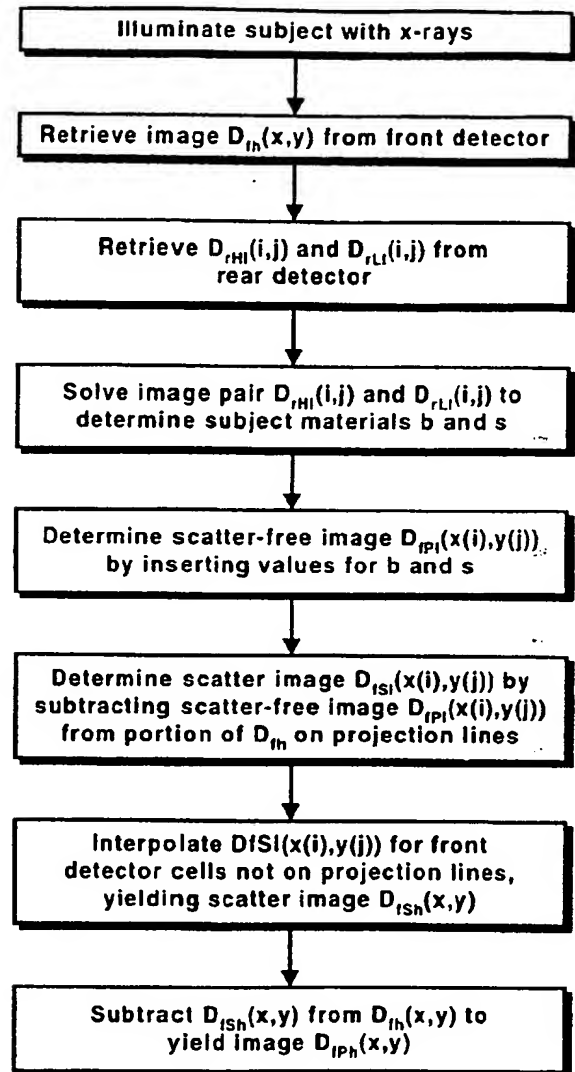 Illuminate subject with x-rays
Retrieve image D_fh(x,y) from front detector
Retrieve D_rHl(i,j) and D_rLl(i,j) from
rear detector
Solve image pair D_rHl(i,j) and D_rLl(i,j) to
determine subject materials b and s
Determine scatter-free image D_fPl(x(i),y(j))
by inserting values for b and s
Determine scatter image D_fSl(x(i),y(j)) by
subtracting scatter-free image D_fPl(x(i),y(j))
from portion of D_fh on projection lines
Interpolate DfSl(x(i),y(j)) for front
detector cells not on projection lines,
yielding scatter image D_fSh(x,y)
Subtract D_fSh(x,y) from D_fh(x,y) to
yield image D_fPh(x,y)